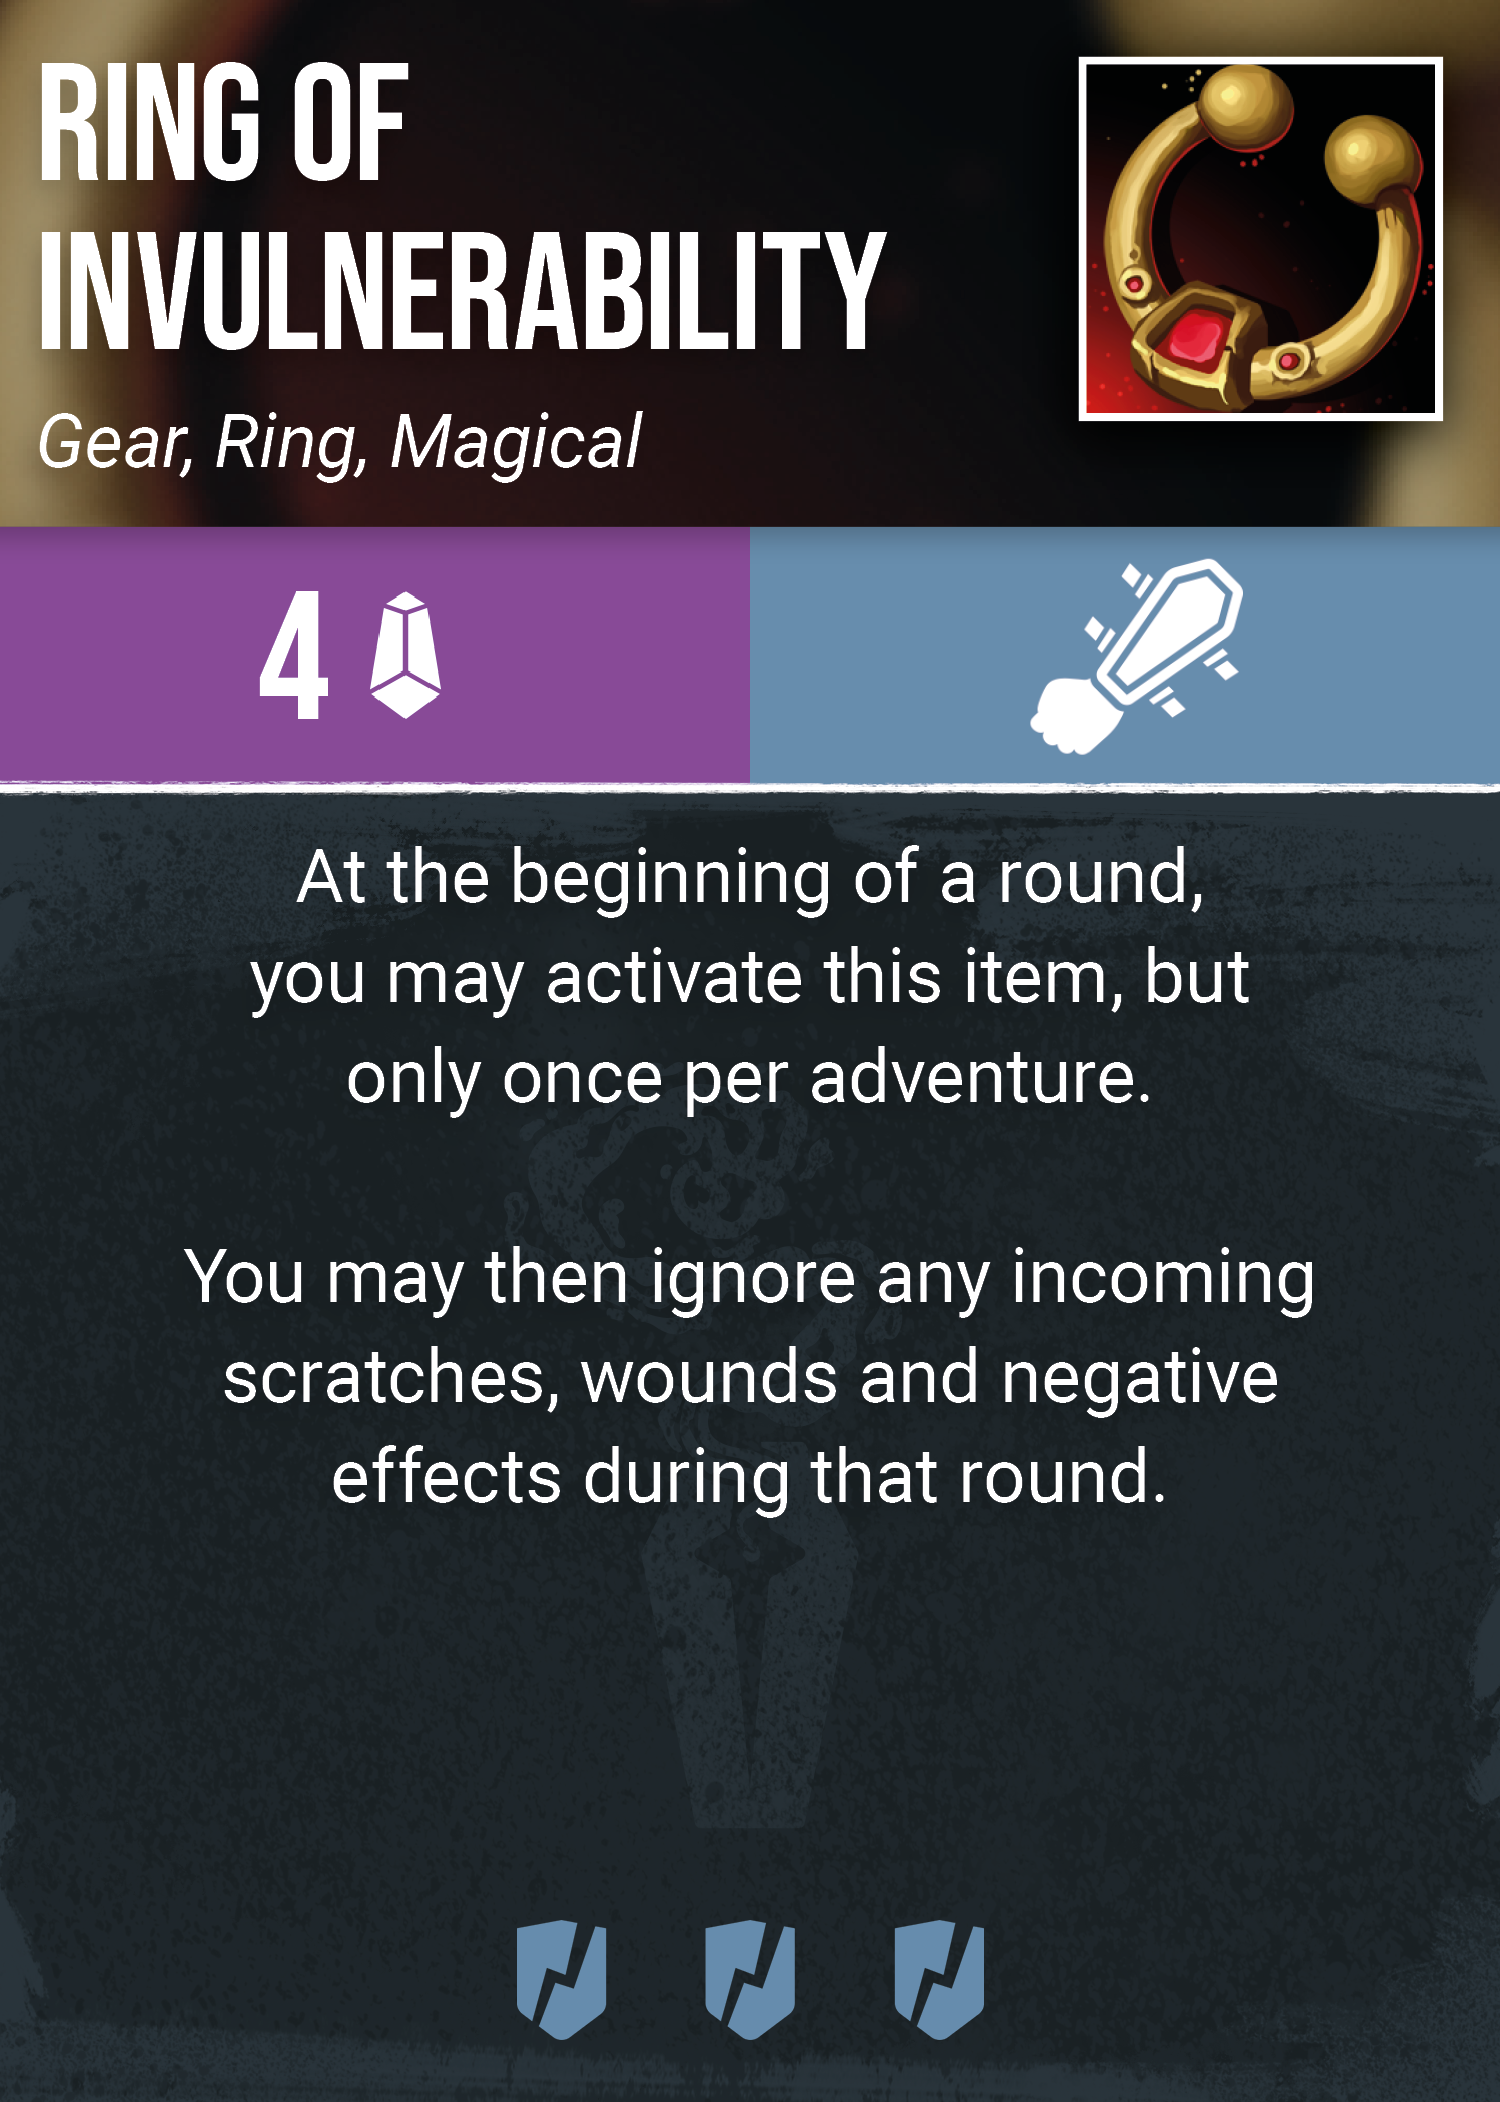 RING OF
INVULNERABILITY
Gear, Ring, Magical
4
At the beginning of a round,
you may activate this item, but
only once per adventure.
You may then ignore any incoming
scratches, wounds and negative
effects during that round.